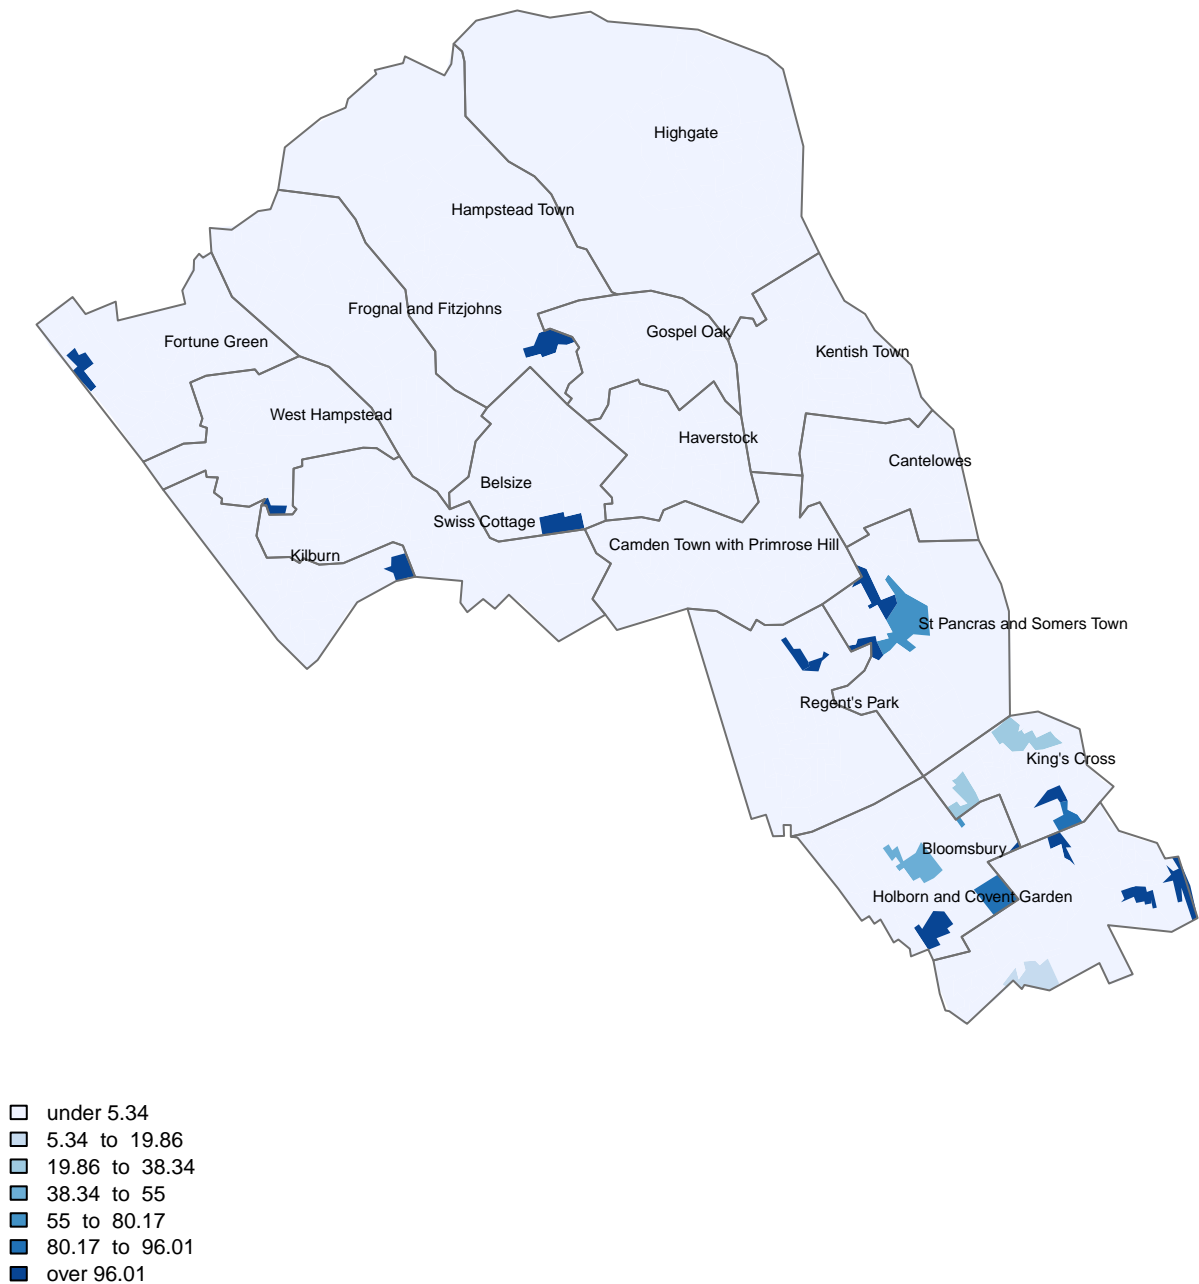 Highgate
Hampstead Town
Frognal and Fitzjohns
Gospel Oak
Fortune Green
Kentish Town
West Hampstead
Haverstock
Cantelowes
Belsize
Swiss Cottage
Camden Town with Primrose Hill
Kilburn
St Pancras and Somers Town
Regent's Park
King's Cross
Bloomsbury
Holborn and Covent Garden
under 5.34
5.34 to 19.86
19.86 to 38.34
38.34 to 55
55 to 80.17
80.17 to 96.01
over 96.01